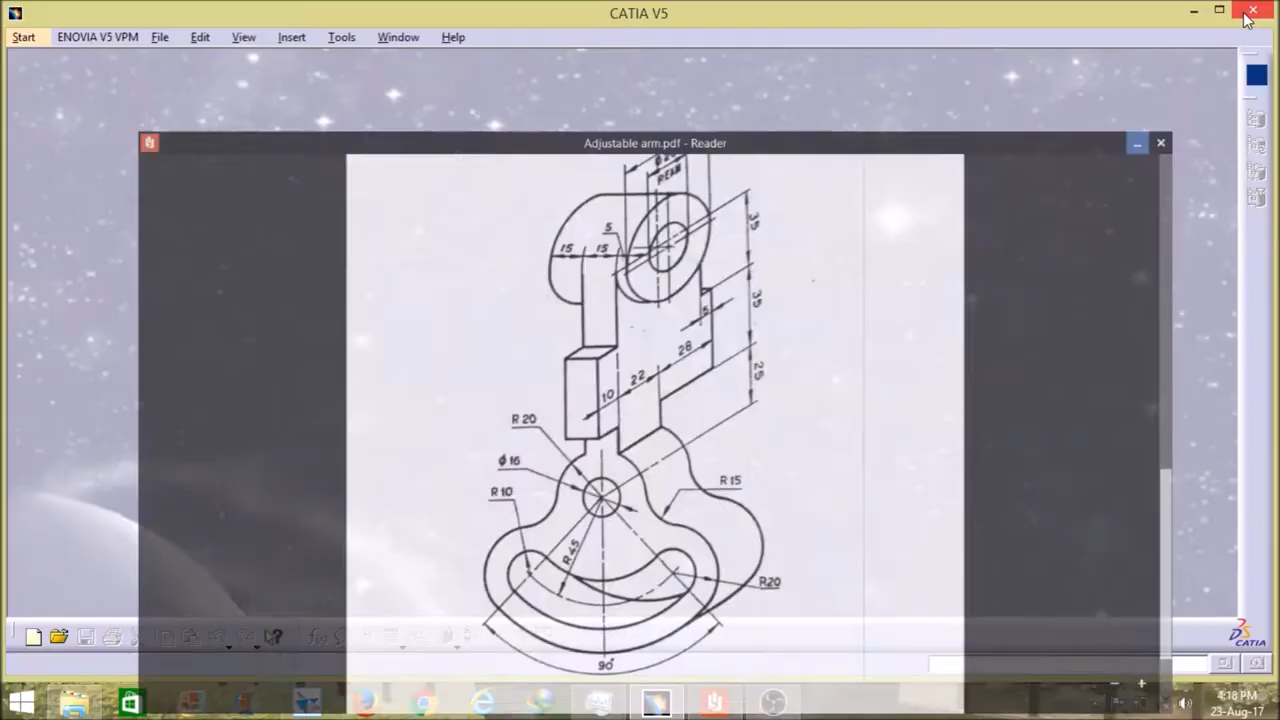 CATIA V5
Start ENOVIA V5 VPM File Edit View Insert Tools Window Help
Adjustable arm.pdf - Reader
REAM
35
5
15 15
35
5
28
22
25
10
R 20
φ 16
R 10
R 15
R 45
R20
90°
CATIA
4:18 PM
23-Aug-17